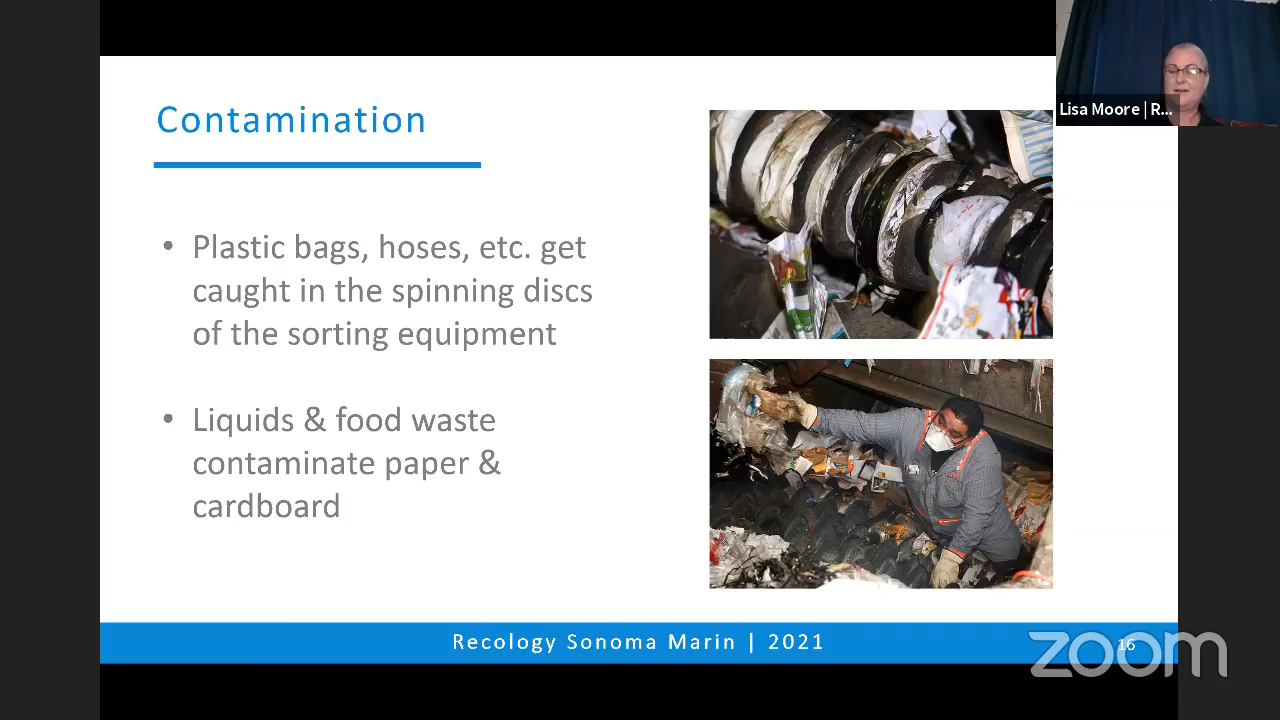 Contamination
• Plastic bags, hoses, etc. get
caught in the spinning discs
of the sorting equipment
• Liquids & food waste
contaminate paper &
cardboard
Recology Sonoma Marin | 2021
16
zoom
Lisa Moore | R...